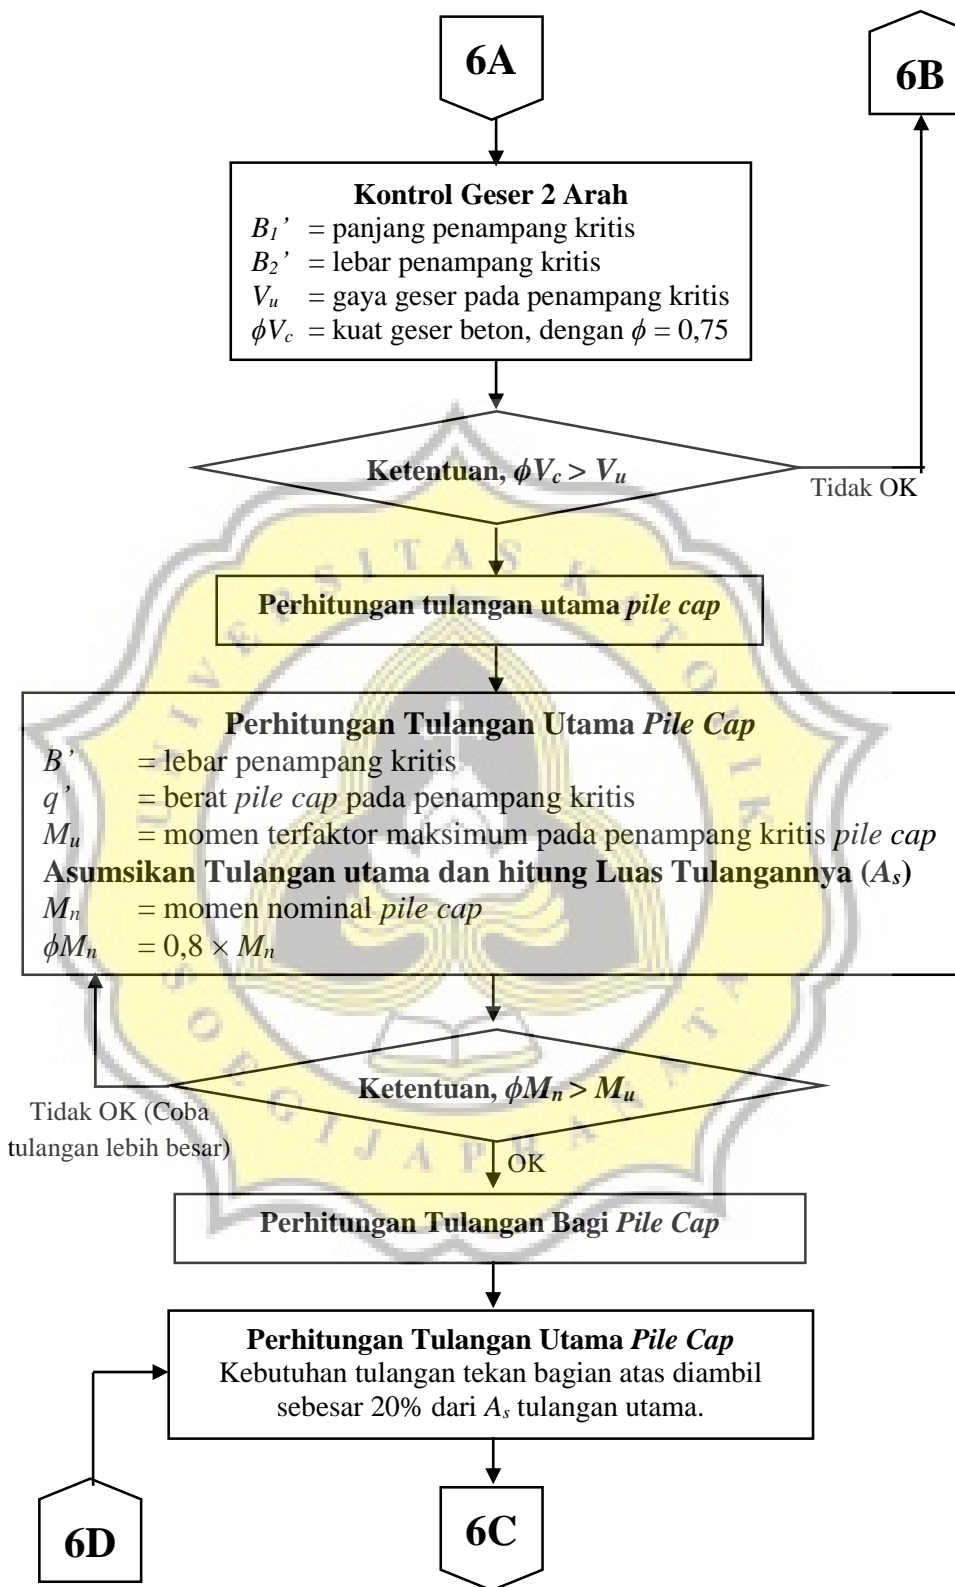 6A
6B
Kontrol Geser 2 Arah
B1’ = panjang penampang kritis
B2’ = lebar penampang kritis
Vu = gaya geser pada penampang kritis
ϕVc = kuat geser beton, dengan ϕ = 0,75
Ketentuan, ϕVc > Vu
Tidak OK
Perhitungan tulangan utama pile cap
Perhitungan Tulangan Utama Pile Cap
B’ = lebar penampang kritis
q’ = berat pile cap pada penampang kritis
Mu = momen terfaktor maksimum pada penampang kritis pile cap
Asumsikan Tulangan utama dan hitung Luas Tulangannya (As)
Mn = momen nominal pile cap
ϕMn = 0,8 × Mn
Ketentuan, ϕMn > Mu
Tidak OK (Coba
tulangan lebih besar)
OK
Perhitungan Tulangan Bagi Pile Cap
Perhitungan Tulangan Utama Pile Cap
Kebutuhan tulangan tekan bagian atas diambil
sebesar 20% dari As tulangan utama.
6D
6C
UNIVERSITAS KATOLIK
SOEGIJAPRANATA